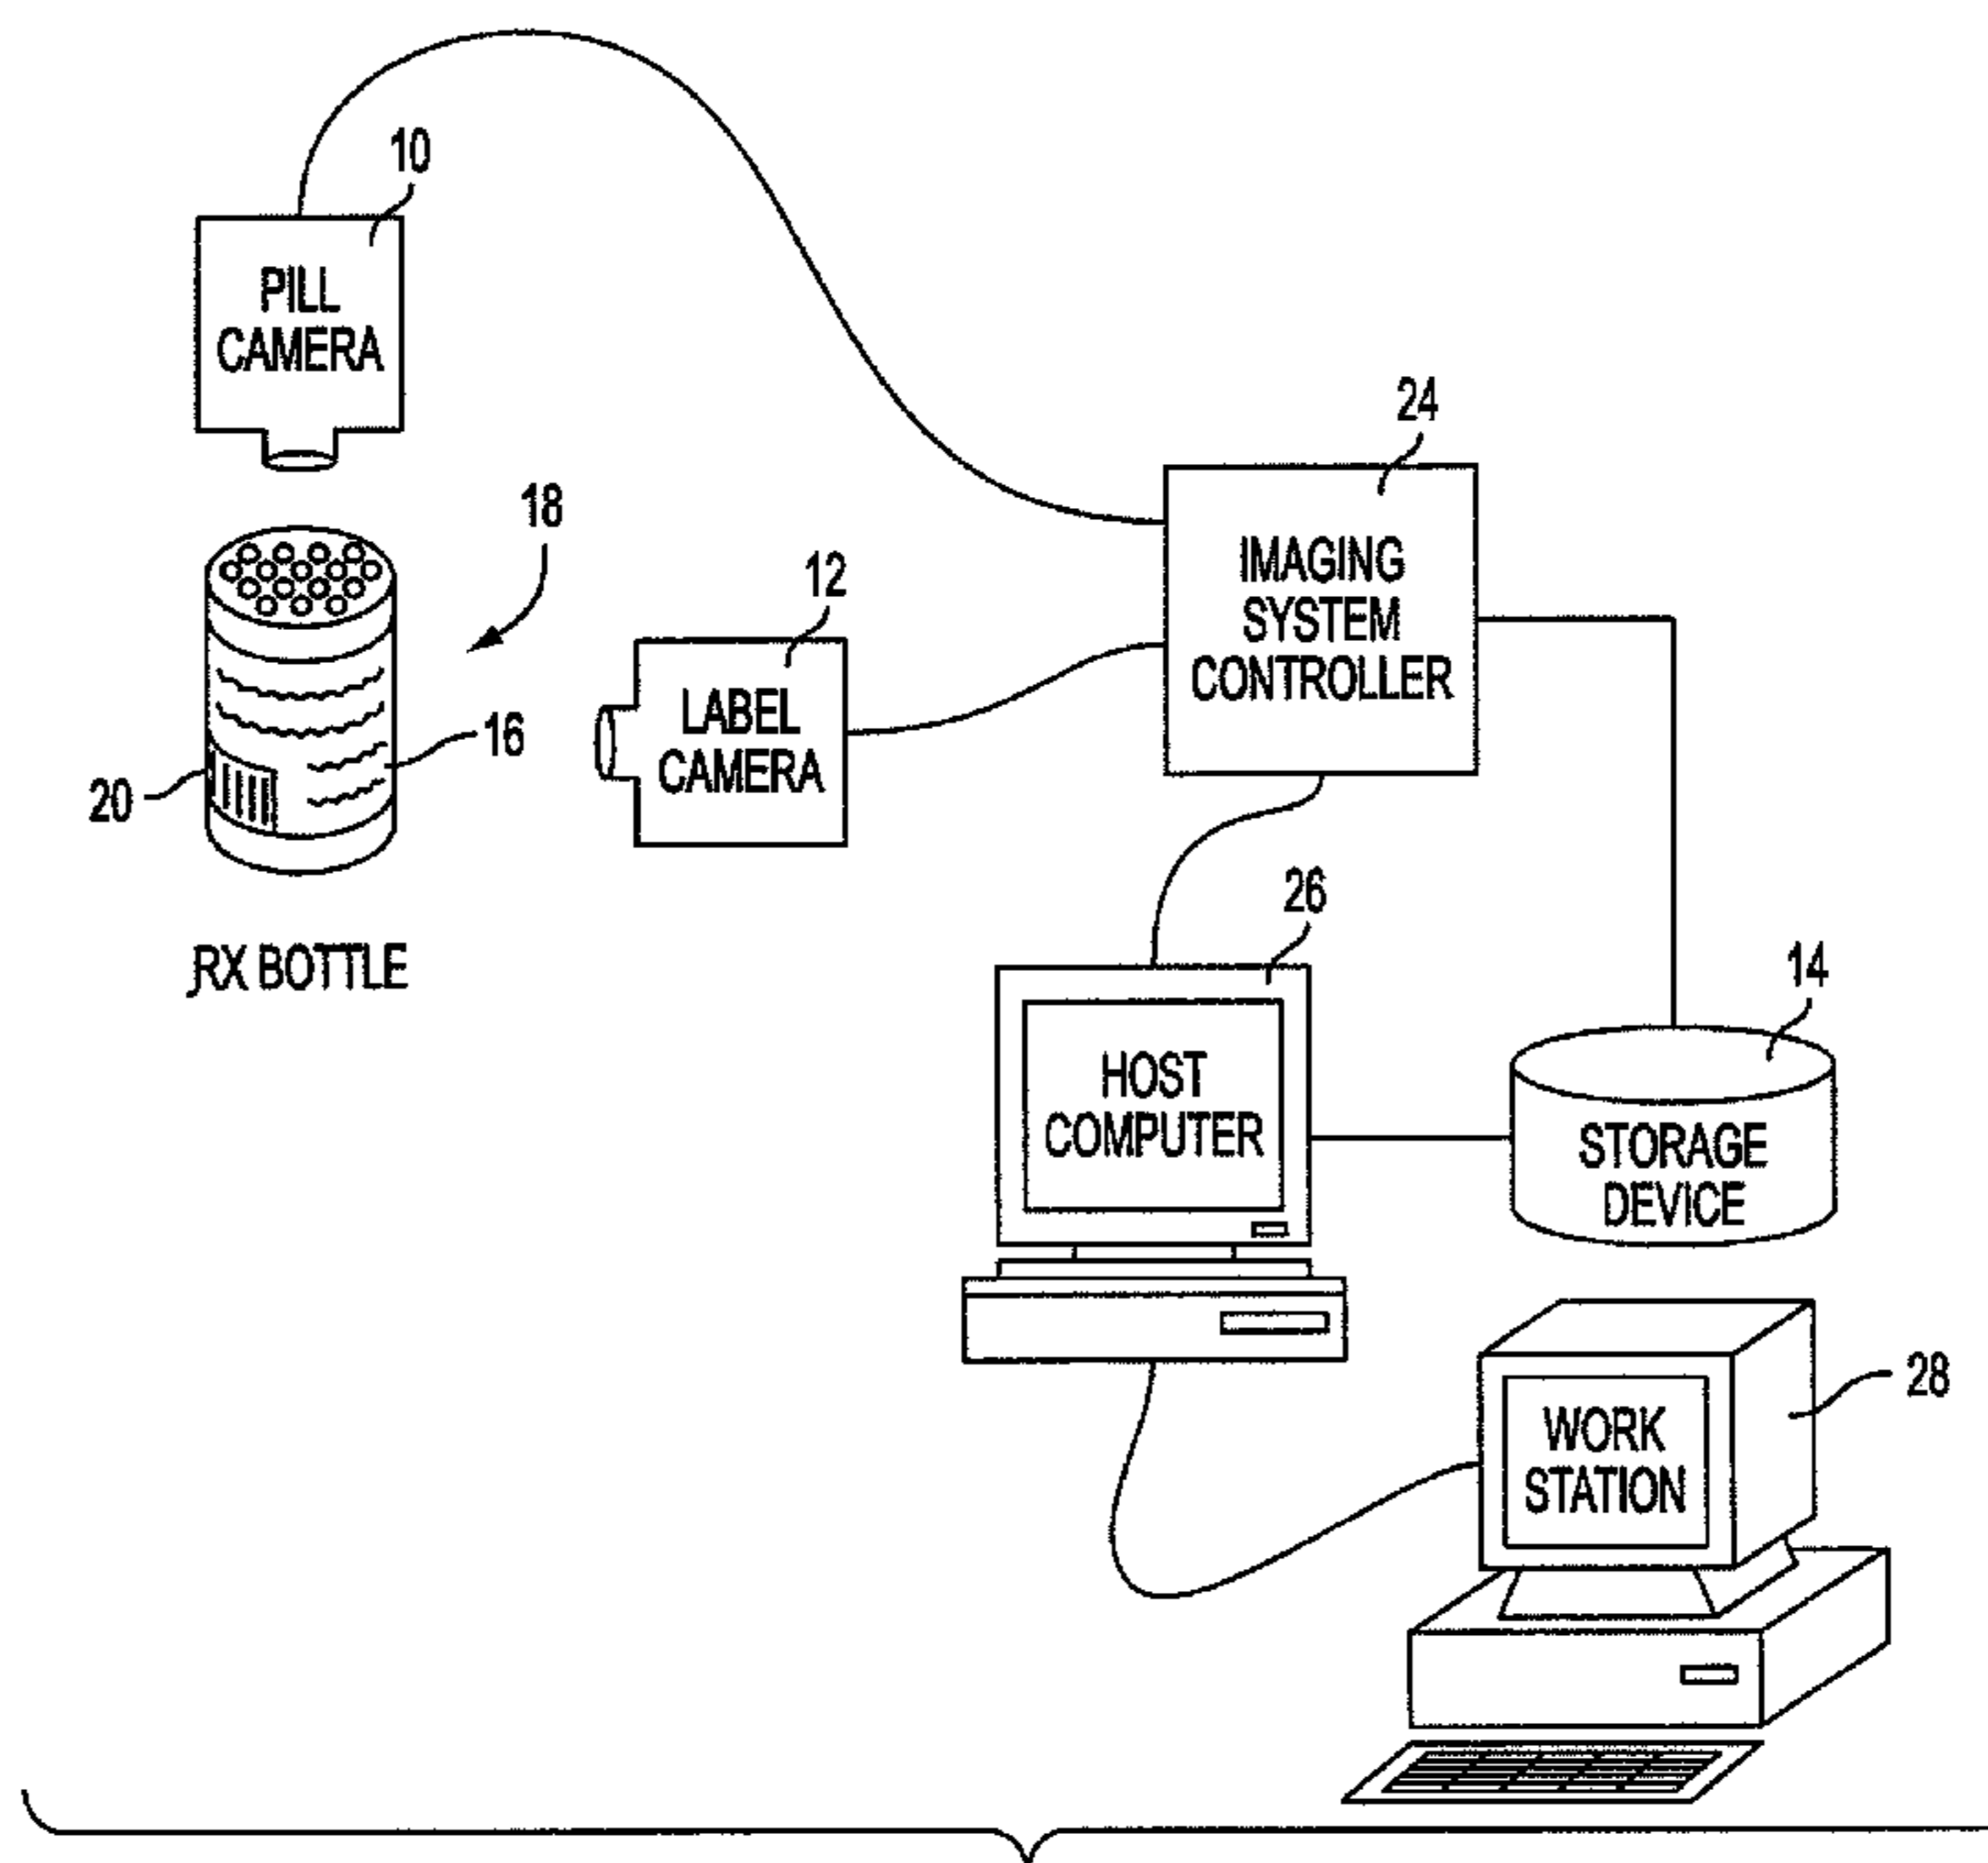 10
PILL
CAMERA
18
12
LABEL
CAMERA
16
20
RX BOTTLE
24
IMAGING
SYSTEM
CONTROLLER
26
HOST
COMPUTER
14
STORAGE
DEVICE
28
WORK
STATION